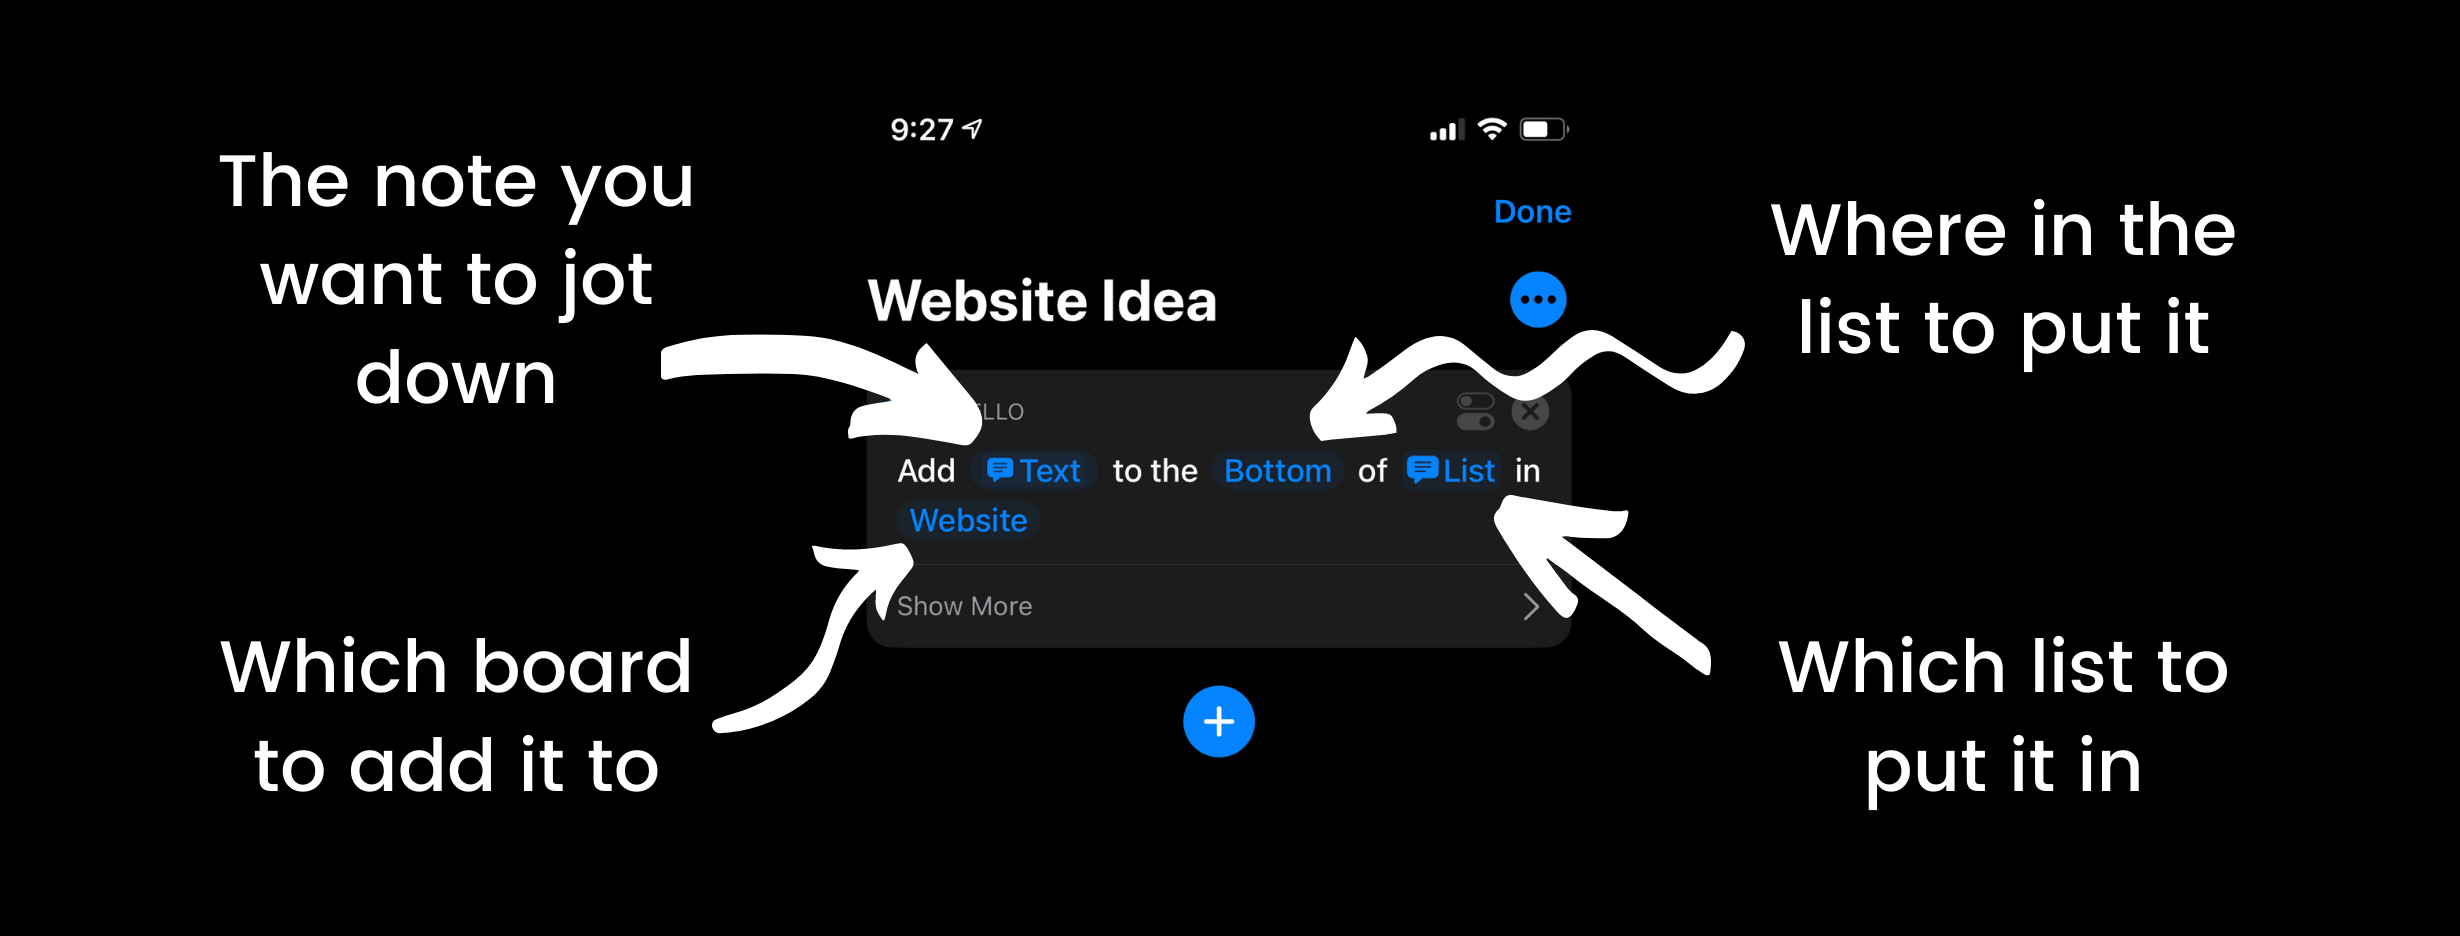 The note you
want to jot
down
9:27
Done
Website Idea
Where in the
list to put it
LLO
Add Text to the Bottom of List in
Website
Show More
Which board
to add it to
Which list to
put it in